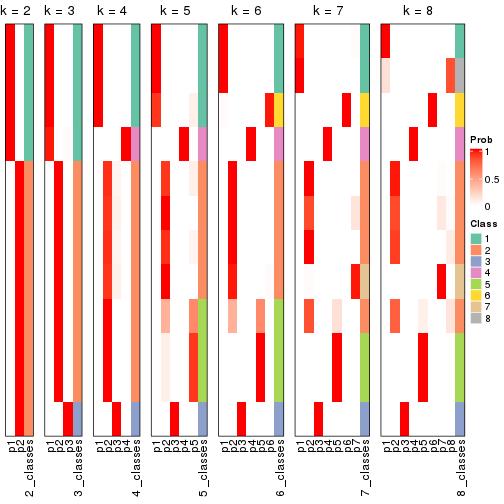 k = 2 k = 3 k = 4 k = 5 k = 6 k = 7 k = 8
p1 p2 2_classes
p1 p2 p3 3_classes
p1 p2 p3 p4 4_classes
p1 p2 p3 p4 p5 5_classes
p1 p2 p3 p4 p5 p6 6_classes
p1 p2 p3 p4 p5 p6 p7 7_classes
p1 p2 p3 p4 p5 p6 p7 p8 8_classes
Prob
1
0.5
0
Class
1
2
3
4
5
6
7
8